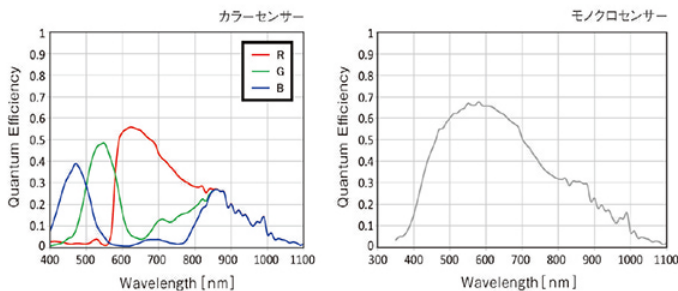 カラーセンサー
Quantum Efficiency
1
0.9
0.8
0.7
0.6
0.5
0.4
0.3
0.2
0.1
0
R
G
B
400 500 600 700 800 900 1000 1100
Wavelength [nm]
モノクロセンサー
Quantum Efficiency
1
0.9
0.8
0.7
0.6
0.5
0.4
0.3
0.2
0.1
0
300 400 500 600 700 800 900 1000 1100
Wavelength [nm]